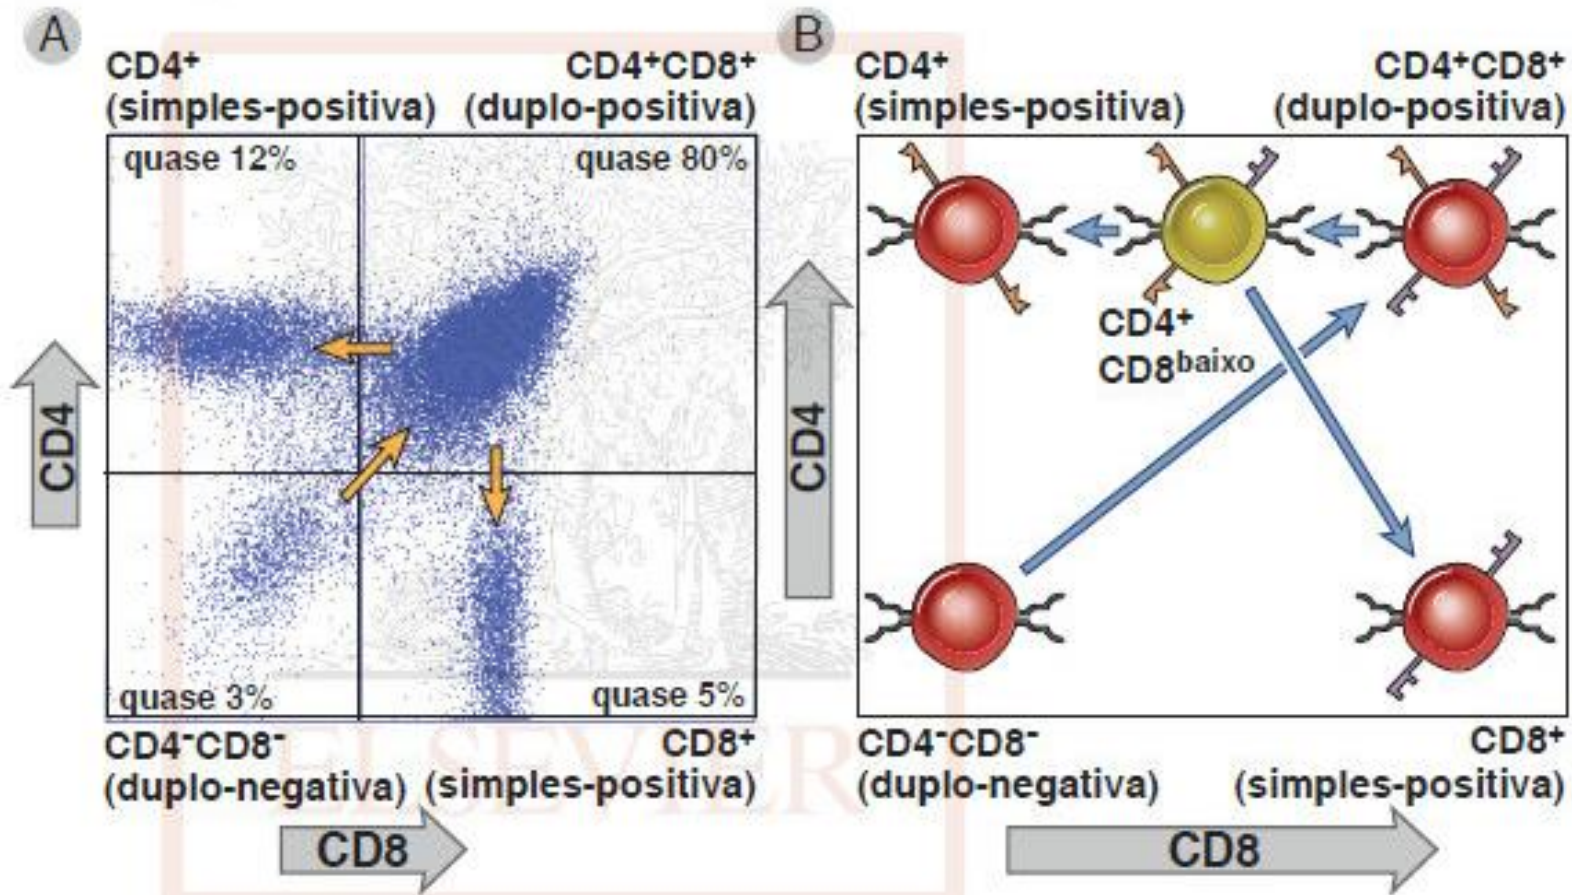 A
CD4⁺
(simples-positiva)
CD4⁺CD8⁺
(duplo-positiva)
quase 12%
quase 80%
CD4
quase 3%
quase 5%
CD4⁻CD8⁻
(duplo-negativa)
CD8⁺
(simples-positiva)
CD8
B
CD4⁺
(simples-positiva)
CD4⁺CD8⁺
(duplo-positiva)
CD4⁺
CD8baixo
CD4
CD4⁻CD8⁻
(duplo-negativa)
CD8⁺
(simples-positiva)
CD8
ELSEVIER